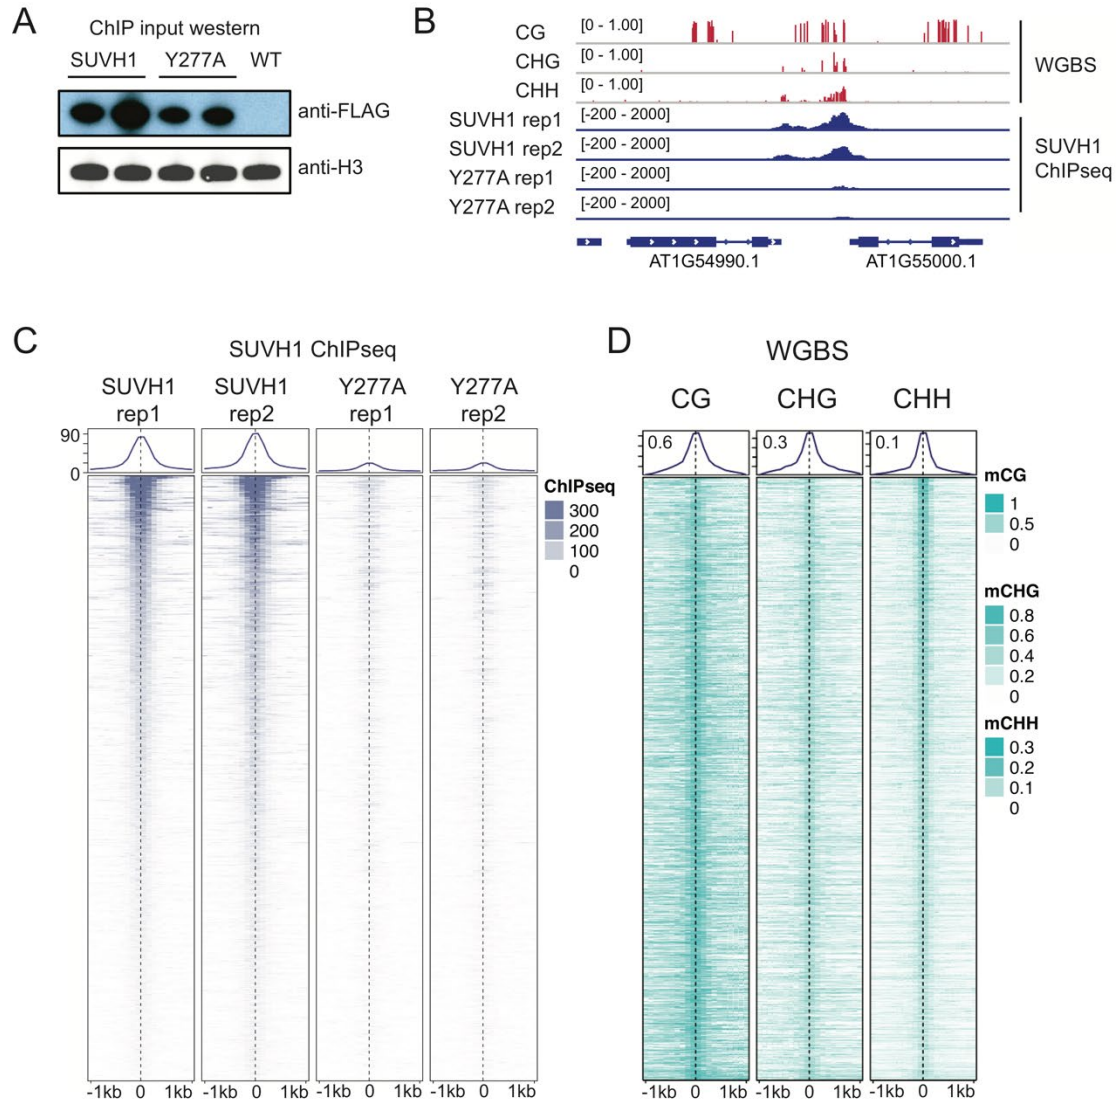 A
ChIP input western
SUVH1 Y277A WT
anti-FLAG
anti-H3
B
CG [0 - 1.00]
CHG [0 - 1.00]
CHH [0 - 1.00]
WGBS
SUVH1 rep1 [-200 - 2000]
SUVH1 rep2 [-200 - 2000]
Y277A rep1 [-200 - 2000]
Y277A rep2 [-200 - 2000]
SUVH1
ChIPseq
AT1G54990.1 AT1G55000.1
C
SUVH1 ChIPseq
SUVH1 SUVH1 Y277A Y277A
rep1 rep2 rep1 rep2
90
0
ChIPseq
300
200
100
0
-1kb 0 1kb -1kb 0 1kb -1kb 0 1kb -1kb 0 1kb
D
WGBS
CG CHG CHH
0.6 0.3 0.1
mCG
1
0.5
0
mCHG
0.8
0.6
0.4
0.2
0
mCHH
0.3
0.2
0.1
0
-1kb 0 1kb -1kb 0 1kb -1kb 0 1kb